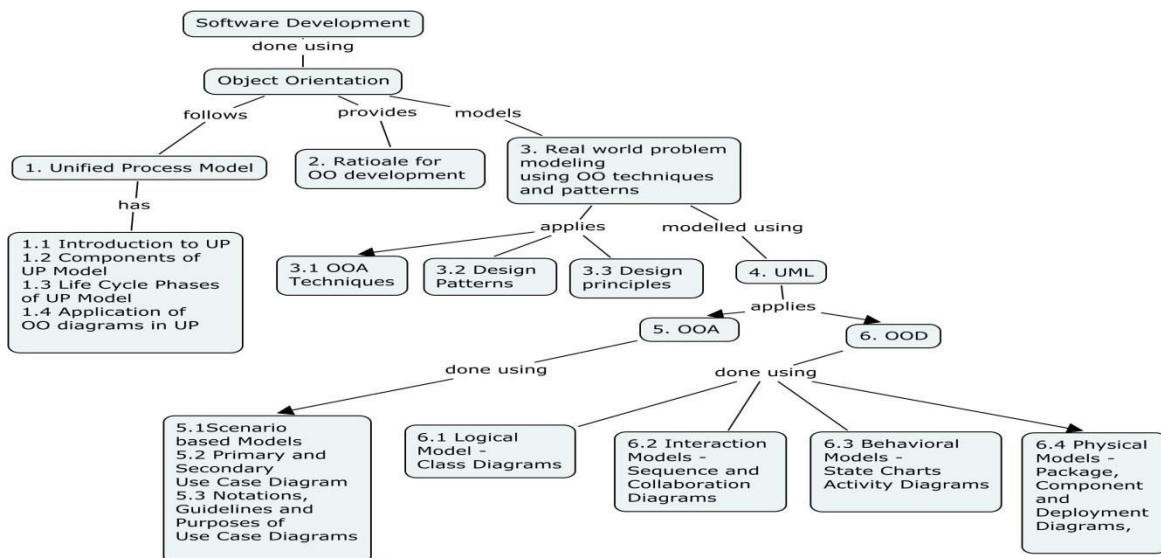 Software Development
done using
Object Orientation
follows
provides
models
1. Unified Process Model
2. Ratioale for
OO development
3. Real world problem
modeling
using OO techniques
and patterns
has
applies
modelled using
1.1 Introduction to UP
1.2 Components of
UP Model
1.3 Life Cycle Phases
of UP Model
1.4 Application of
OO diagrams in UP
3.1 OOA
Techniques
3.2 Design
Patterns
3.3 Design
principles
4. UML
applies
5. OOA
6. OOD
done using
done using
5.1Scenario
based Models
5.2 Primary and
Secondary
Use Case Diagram
5.3 Notations,
Guidelines and
Purposes of
Use Case Diagrams
6.1 Logical
Model -
Class Diagrams
6.2 Interaction
Models -
Sequence and
Collaboration
Diagrams
6.3 Behavioral
Models -
State Charts
Activity Diagrams
6.4 Physical
Models -
Package,
Component
and
Deployment
Diagrams,